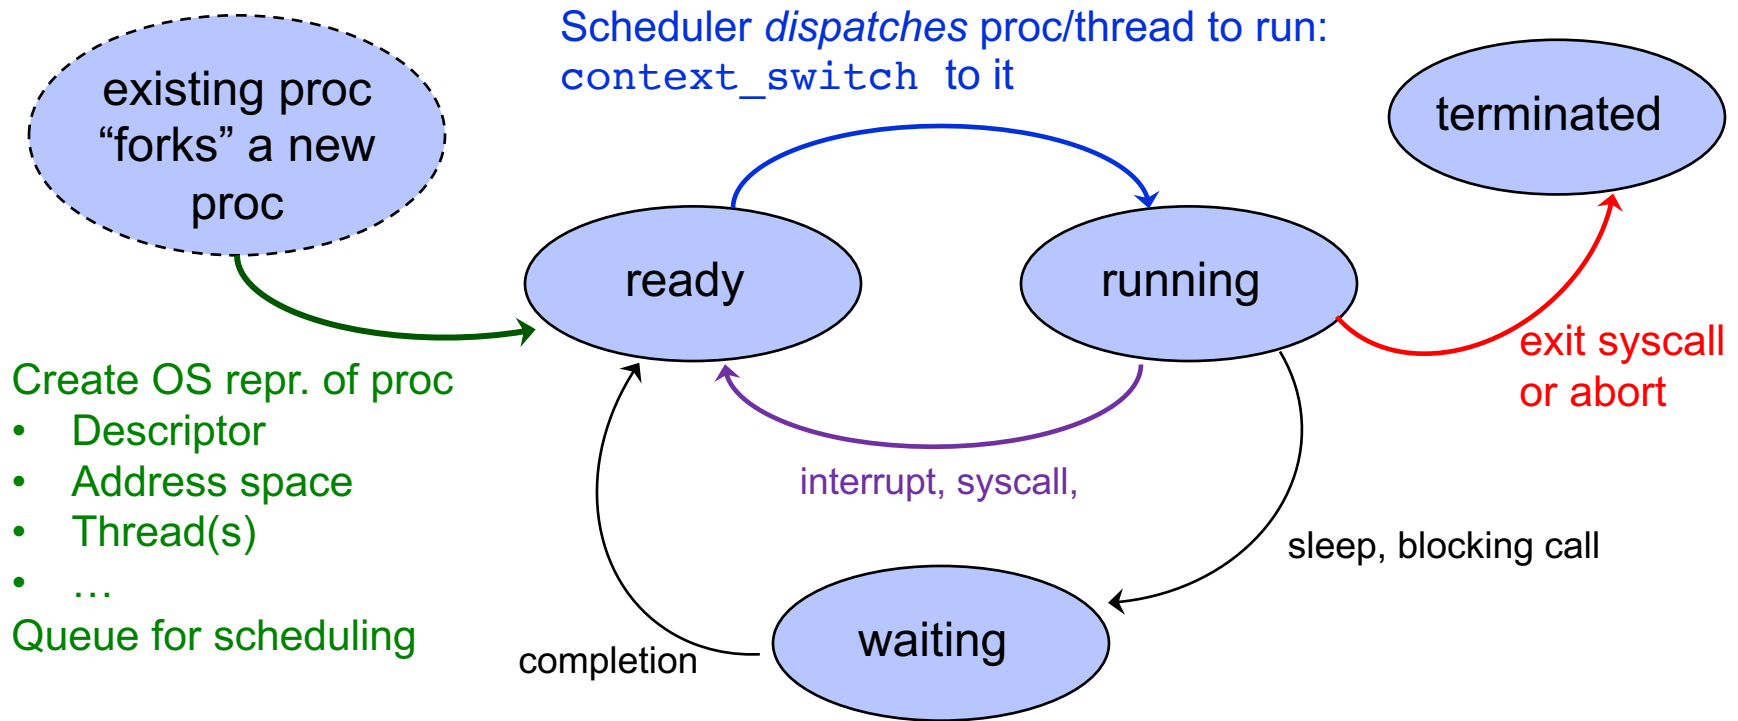 existing proc
“forks” a new
proc
Scheduler dispatches proc/thread to run:
context_switch to it
terminated
ready
running
exit syscall
or abort
Create OS repr. of proc
• Descriptor
• Address space
• Thread(s)
• …
Queue for scheduling
interrupt, syscall,
sleep, blocking call
waiting
completion